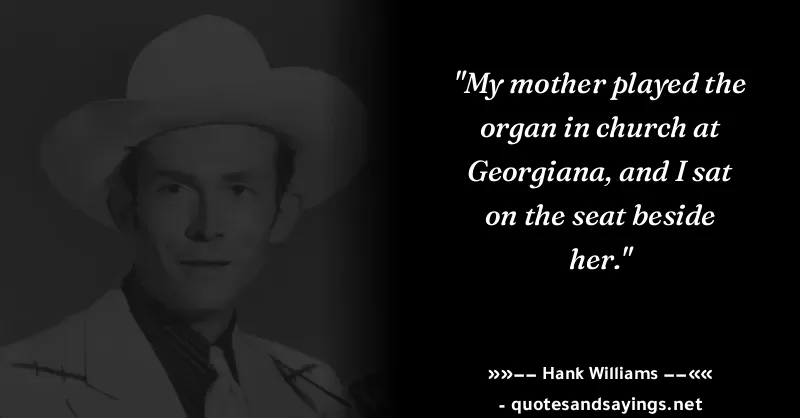 "My mother played the
organ in church at
Georgiana, and I sat
on the seat beside
her."
»»–– Hank Williams ––««
- quotesandsayings.net